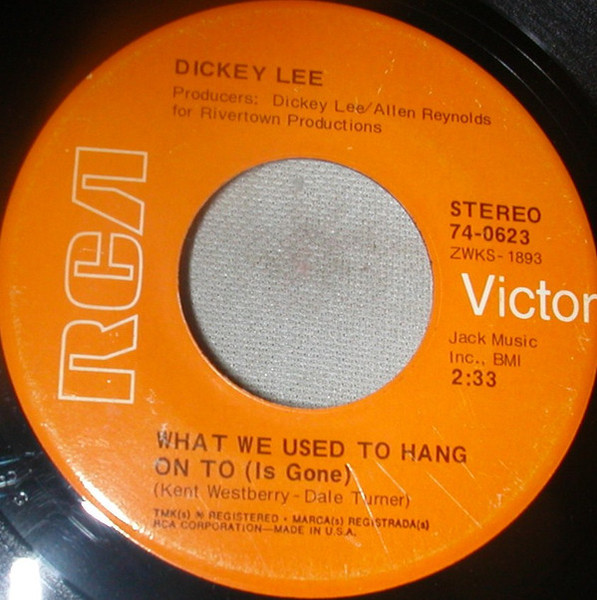 DICKEY LEE
Producers: Dickey Lee/Allen Reynolds
for Rivertown Productions
RCA
STEREO
74-0623
ZWKS-1893
Victor
Jack Music
Inc., BMI
2:33
WHAT WE USED TO HANG
ON TO (Is Gone)
(Kent Westberry-Dale Turner)
TMK(s) ® REGISTERED • MARCA(s) REGISTRADA(s)
RCA CORPORATION—MADE IN U.S.A.